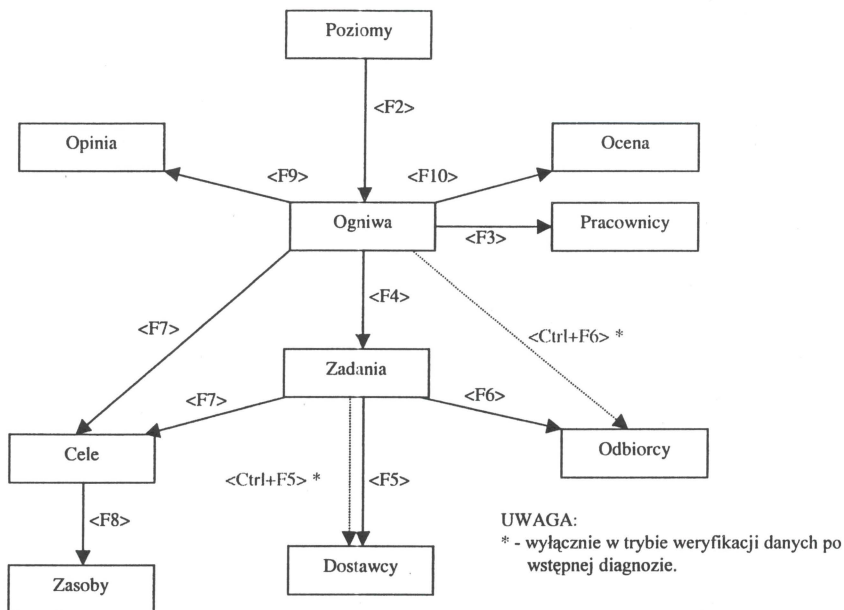 Poziomy
<F2>
Opinia
Ocena
<F9>
<F10>
Ogniwa
<F3>
Pracownicy
<F7>
<F4>
<Ctrl+F6> *
Zadania
<F7>
<F6>
Cele
Odbiorcy
<Ctrl+F5> *
<F5>
<F8>
UWAGA:
* - wyłącznie w trybie weryfikacji danych po
wstępnej diagnozie.
Zasoby
Dostawcy